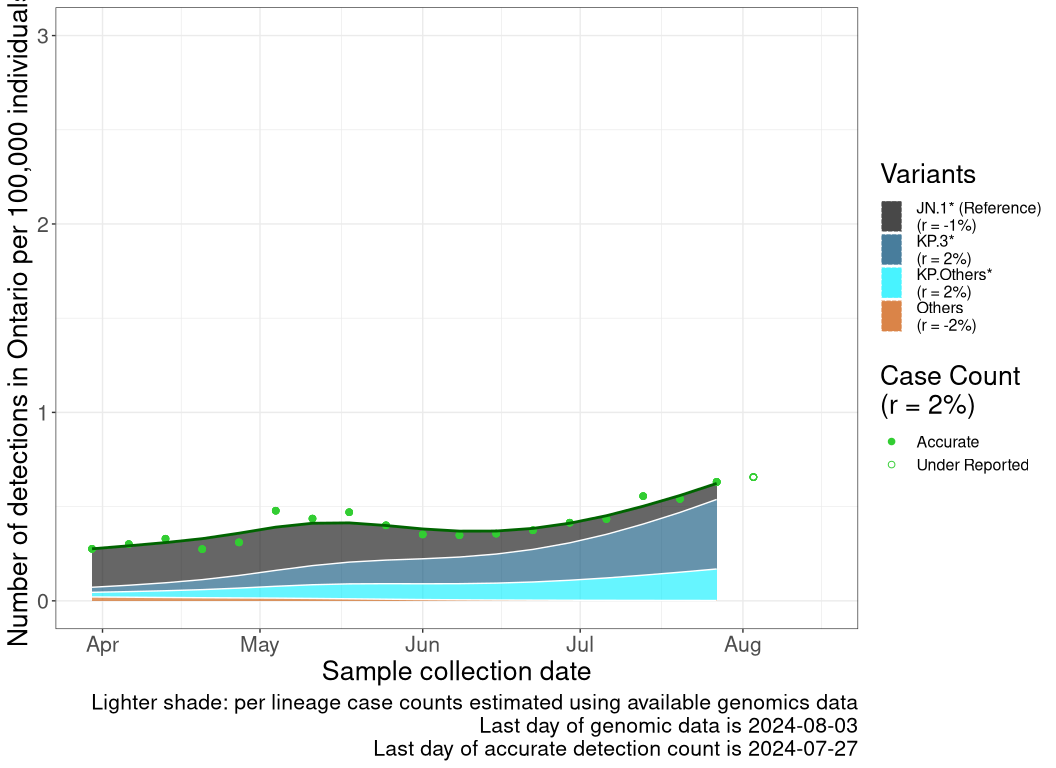 Number of detections in Ontario per 100,000 individuals
3
2
1
0
Apr
May
Jun
Jul
Aug
Sample collection date
Lighter shade: per lineage case counts estimated using available genomics data
Last day of genomic data is 2024-08-03
Last day of accurate detection count is 2024-07-27
Variants
JN.1* (Reference)
(r = -1%)
KP.3*
(r = 2%)
KP.Others*
(r = 2%)
Others
(r = -2%)
Case Count
(r = 2%)
Accurate
Under Reported